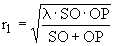 r₁ = √((λ · SO · OP) / (SO + OP))